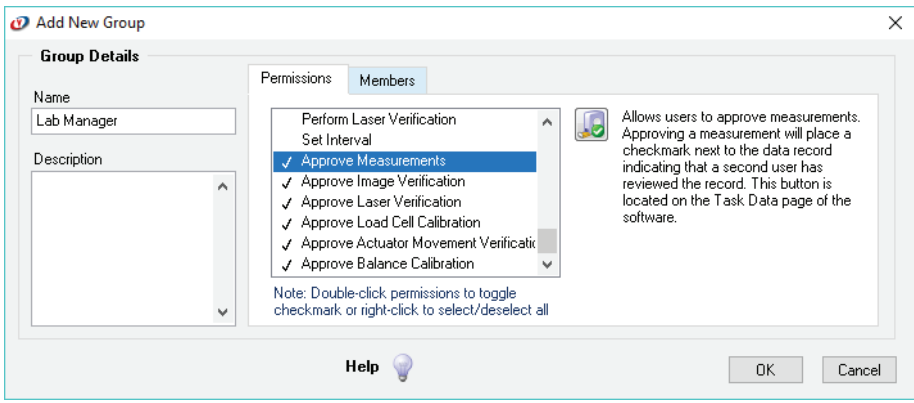 Add New Group
Group Details
Name
Lab Manager
Description
Permissions
Members
Perform Laser Verification
Set Interval
✓ Approve Measurements
✓ Approve Image Verification
✓ Approve Laser Verification
✓ Approve Load Cell Calibration
✓ Approve Actuator Movement Verificatic
✓ Approve Balance Calibration
Note: Double-click permissions to toggle
checkmark or right-click to select/deselect all
Allows users to approve measurements.
Approving a measurement will place a
checkmark next to the data record
indicating that a second user has
reviewed the record. This button is
located on the Task Data page of the
software.
Help
OK
Cancel